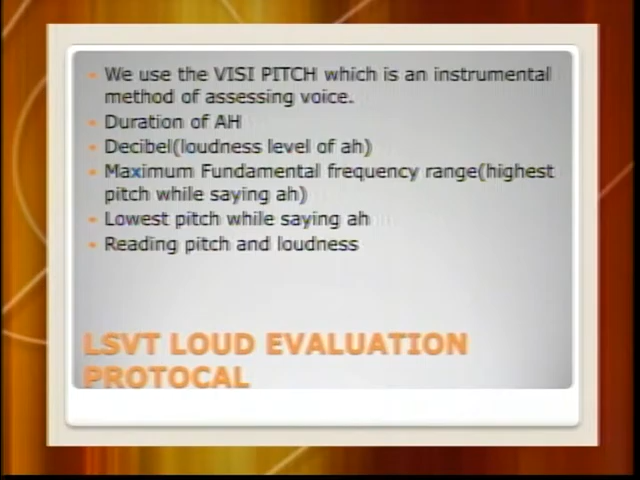 We use the VISI PITCH which is an instrumental
method of assessing voice.
Duration of AH
Decibel(loudness level of ah)
Maximum Fundamental frequency range(highest
pitch while saying ah)
Lowest pitch while saying ah
Reading pitch and loudness
LSVT LOUD EVALUATION
PROTOCAL